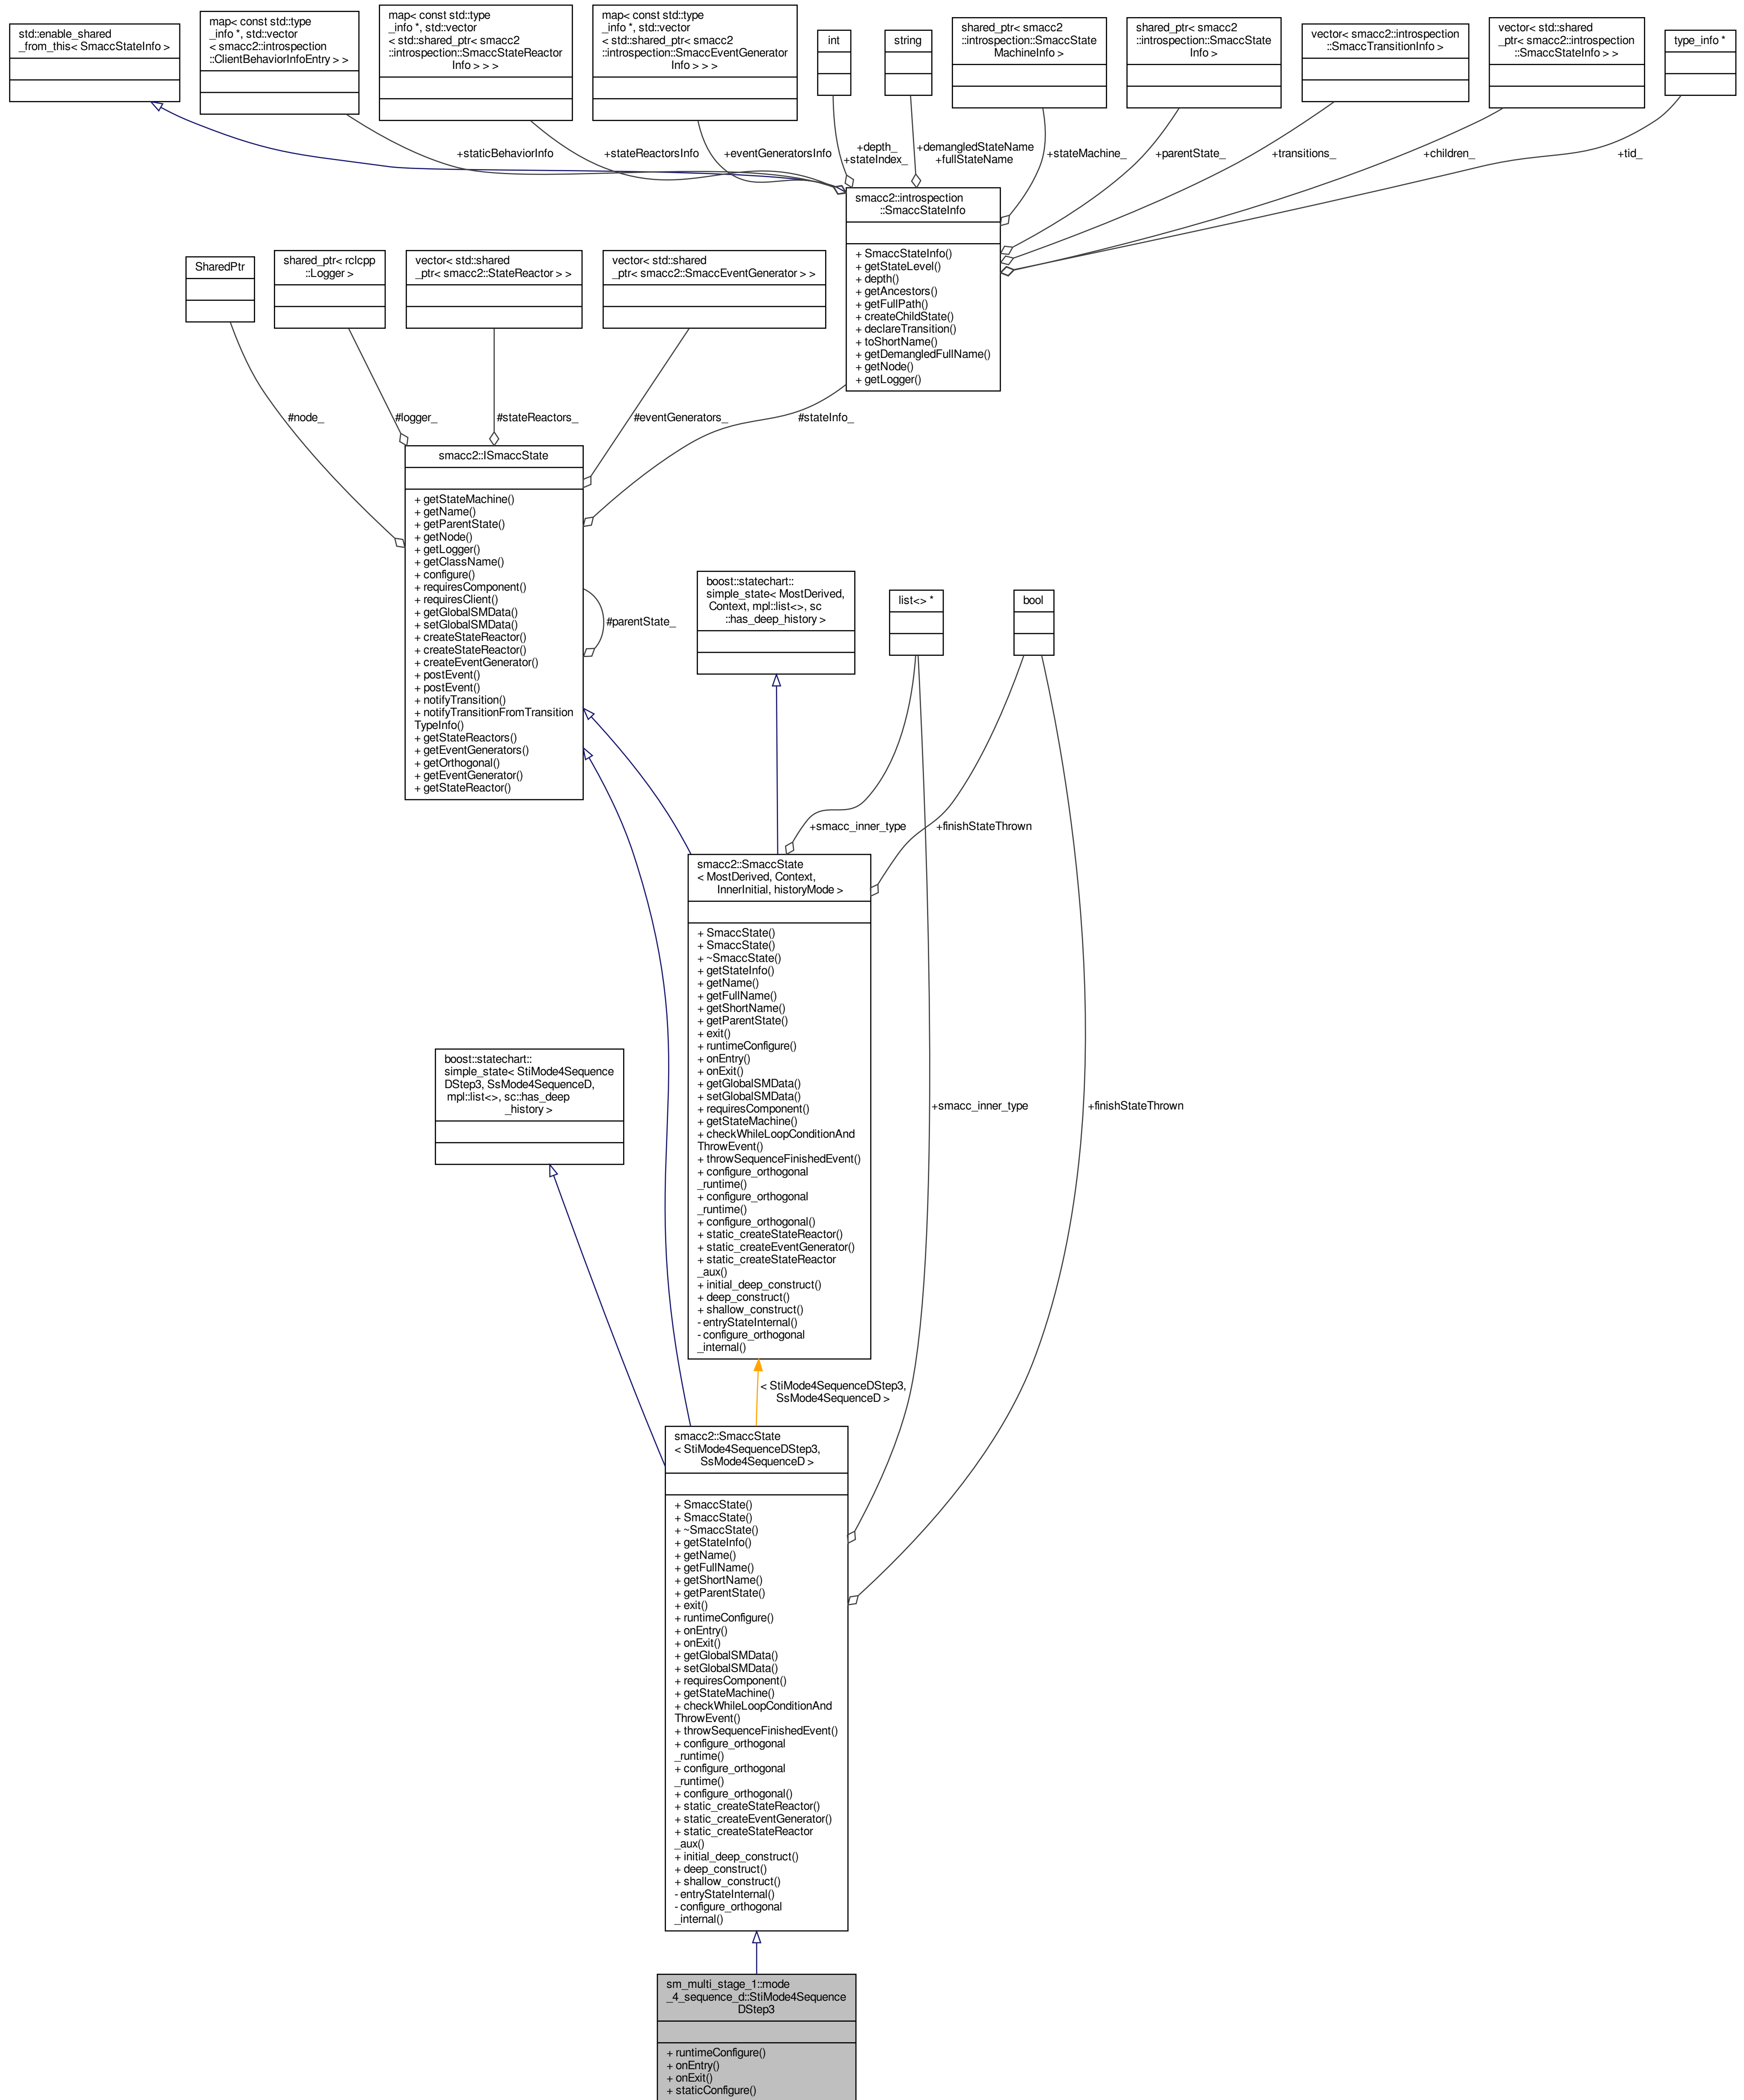 std::enable_shared
_from_this< SmaccStateInfo >
map< const std::type
_info *, std::vector
< smacc2::introspection
::ClientBehaviorInfoEntry > >
map< const std::type
_info *, std::vector
< std::shared_ptr< smacc2
::introspection::SmaccStateReactor
Info > > >
map< const std::type
_info *, std::vector
< std::shared_ptr< smacc2
::introspection::SmaccEventGenerator
Info > > >
int
string
shared_ptr< smacc2
::introspection::SmaccState
MachineInfo >
shared_ptr< smacc2
::introspection::SmaccState
Info >
vector< smacc2::introspection
::SmaccTransitionInfo >
vector< std::shared
_ptr< smacc2::introspection
::SmaccStateInfo > >
type_info *
+staticBehaviorInfo
+stateReactorsInfo
+eventGeneratorsInfo
+depth_
+stateIndex_
+demangledStateName
+fullStateName
+stateMachine_
+parentState_
+transitions_
+children_
+tid_
smacc2::introspection
::SmaccStateInfo
+ SmaccStateInfo()
+ getStateLevel()
+ depth()
+ getAncestors()
+ getFullPath()
+ createChildState()
+ declareTransition()
+ toShortName()
+ getDemangledFullName()
+ getNode()
+ getLogger()
SharedPtr
shared_ptr< rclcpp
::Logger >
vector< std::shared
_ptr< smacc2::StateReactor > >
vector< std::shared
_ptr< smacc2::SmaccEventGenerator > >
#node_
#logger_
#stateReactors_
#eventGenerators_
#stateInfo_
smacc2::ISmaccState
+ getStateMachine()
+ getName()
+ getParentState()
+ getNode()
+ getLogger()
+ getClassName()
+ configure()
+ requiresComponent()
+ requiresClient()
+ getGlobalSMData()
+ setGlobalSMData()
+ createStateReactor()
+ createStateReactor()
+ createEventGenerator()
+ postEvent()
+ postEvent()
+ notifyTransition()
+ notifyTransitionFromTransition
TypeInfo()
+ getStateReactors()
+ getEventGenerators()
+ getOrthogonal()
+ getEventGenerator()
+ getStateReactor()
#parentState_
boost::statechart::
simple_state< MostDerived,
Context, mpl::list<>, sc
::has_deep_history >
list<> *
bool
+smacc_inner_type
+finishStateThrown
smacc2::SmaccState
< MostDerived, Context,
InnerInitial, historyMode >
+ SmaccState()
+ SmaccState()
+ ~SmaccState()
+ getStateInfo()
+ getName()
+ getFullName()
+ getShortName()
+ getParentState()
+ exit()
+ runtimeConfigure()
+ onEntry()
+ onExit()
+ getGlobalSMData()
+ setGlobalSMData()
+ requiresComponent()
+ getStateMachine()
+ checkWhileLoopConditionAnd
ThrowEvent()
+ throwSequenceFinishedEvent()
+ configure_orthogonal
_runtime()
+ configure_orthogonal
_runtime()
+ configure_orthogonal()
+ static_createStateReactor()
+ static_createEventGenerator()
+ static_createStateReactor
_aux()
+ initial_deep_construct()
+ deep_construct()
+ shallow_construct()
- entryStateInternal()
- configure_orthogonal
_internal()
boost::statechart::
simple_state< StiMode4Sequence
DStep3, SsMode4SequenceD,
mpl::list<>, sc::has_deep
_history >
+smacc_inner_type
+finishStateThrown
< StiMode4SequenceDStep3,
SsMode4SequenceD >
smacc2::SmaccState
< StiMode4SequenceDStep3,
SsMode4SequenceD >
+ SmaccState()
+ SmaccState()
+ ~SmaccState()
+ getStateInfo()
+ getName()
+ getFullName()
+ getShortName()
+ getParentState()
+ exit()
+ runtimeConfigure()
+ onEntry()
+ onExit()
+ getGlobalSMData()
+ setGlobalSMData()
+ requiresComponent()
+ getStateMachine()
+ checkWhileLoopConditionAnd
ThrowEvent()
+ throwSequenceFinishedEvent()
+ configure_orthogonal
_runtime()
+ configure_orthogonal
_runtime()
+ configure_orthogonal()
+ static_createStateReactor()
+ static_createEventGenerator()
+ static_createStateReactor
_aux()
+ initial_deep_construct()
+ deep_construct()
+ shallow_construct()
- entryStateInternal()
- configure_orthogonal
_internal()
sm_multi_stage_1::mode
_4_sequence_d::StiMode4Sequence
DStep3
+ runtimeConfigure()
+ onEntry()
+ onExit()
+ staticConfigure()